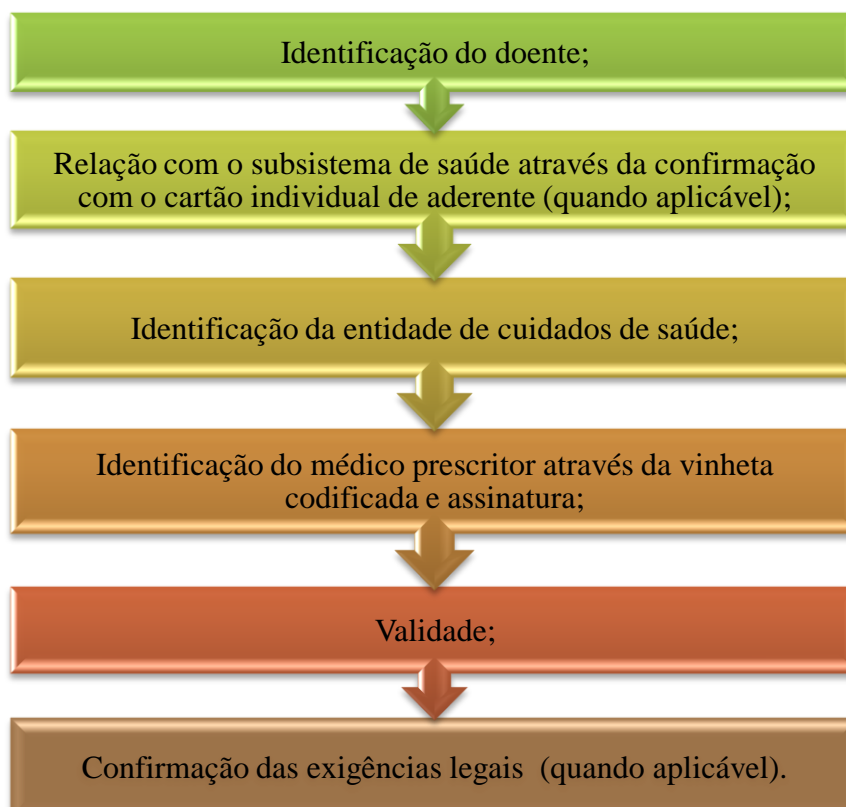 Identificação do doente;
Relação com o subsistema de saúde através da confirmação
com o cartão individual de aderente (quando aplicável);
Identificação da entidade de cuidados de saúde;
Identificação do médico prescritor através da vinheta
codificada e assinatura;
Validade;
Confirmação das exigências legais (quando aplicável).